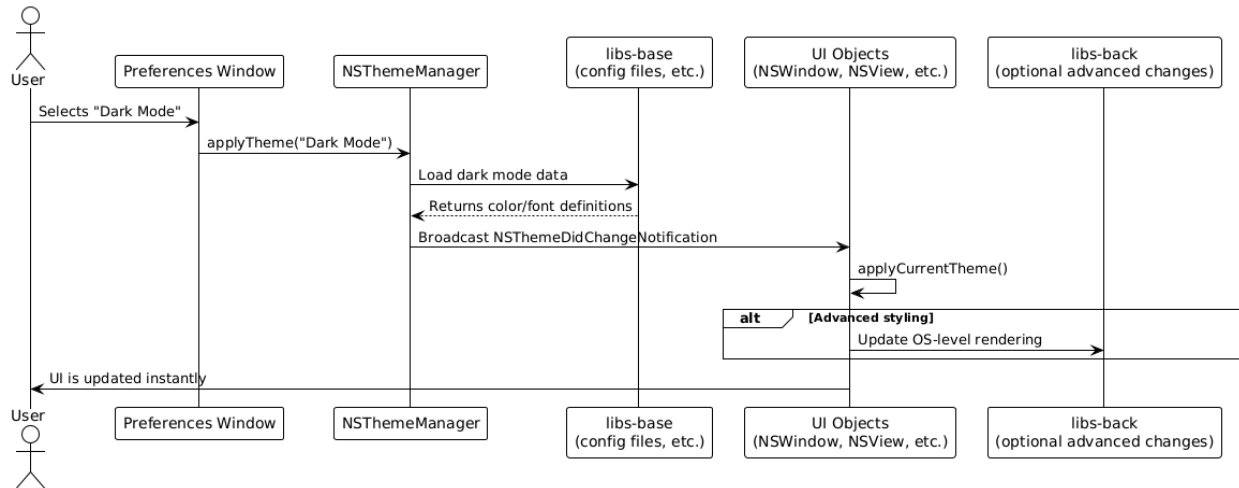 User
Preferences Window
NSThemeManager
libs-base
(config files, etc.)
UI Objects
(NSWindow, NSView, etc.)
libs-back
(optional advanced changes)
Selects "Dark Mode"
applyTheme("Dark Mode")
Load dark mode data
Returns color/font definitions
Broadcast NSThemeDidChangeNotification
applyCurrentTheme()
alt [Advanced styling]
Update OS-level rendering
UI is updated instantly
User
Preferences Window
NSThemeManager
libs-base
(config files, etc.)
UI Objects
(NSWindow, NSView, etc.)
libs-back
(optional advanced changes)